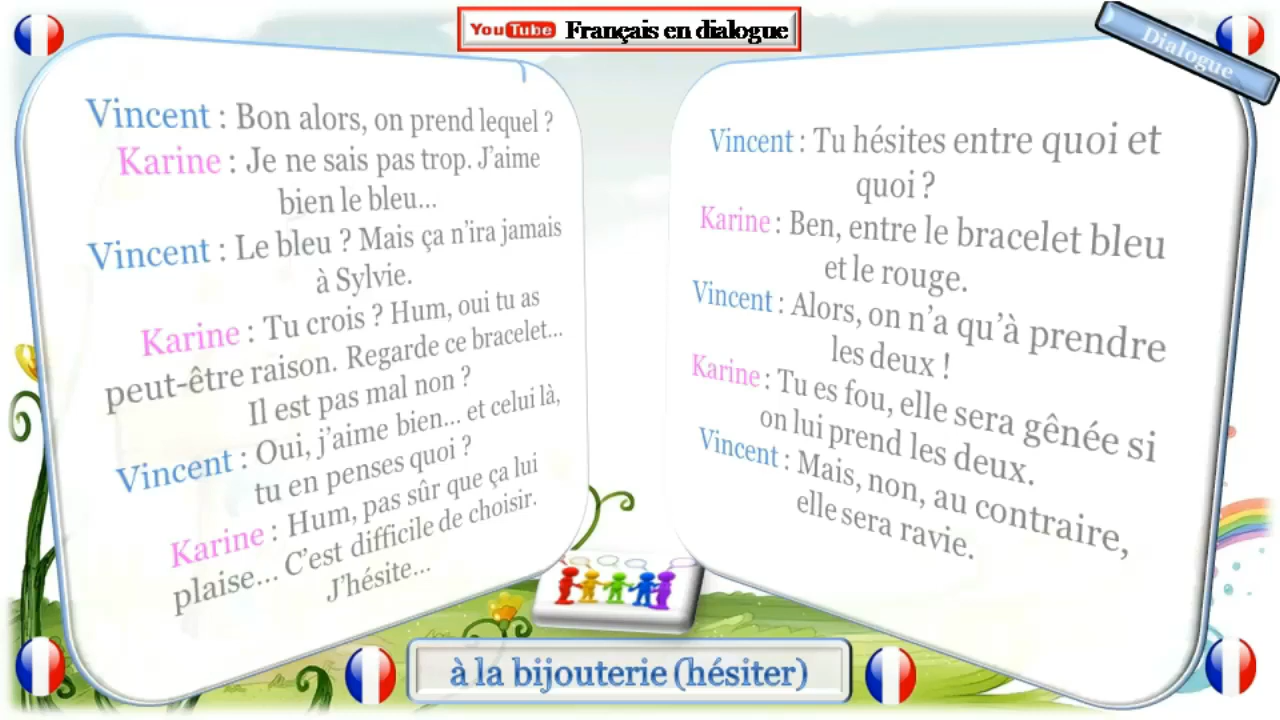 YouTube Français en dialogue
Dialogue
Vincent : Bon alors, on prend lequel ?
Karine : Je ne sais pas trop. J'aime
bien le bleu...
Vincent : Le bleu ? Mais ça n'ira jamais
à Sylvie.
Karine : Tu crois ? Hum, oui tu as
peut-être raison. Regarde ce bracelet...
Il est pas mal non ?
Vincent : Oui, j'aime bien... et celui là,
tu en penses quoi ?
Karine : Hum, pas sûr que ça lui
plaise... C'est difficile de choisir.
J'hésite...
Vincent : Tu hésites entre quoi et
quoi ?
Karine : Ben, entre le bracelet bleu
et le rouge.
Vincent : Alors, on n'a qu'à prendre
les deux !
Karine : Tu es fou, elle sera gênée si
on lui prend les deux.
Vincent : Mais, non, au contraire,
elle sera ravie.
à la bijouterie (hésiter)